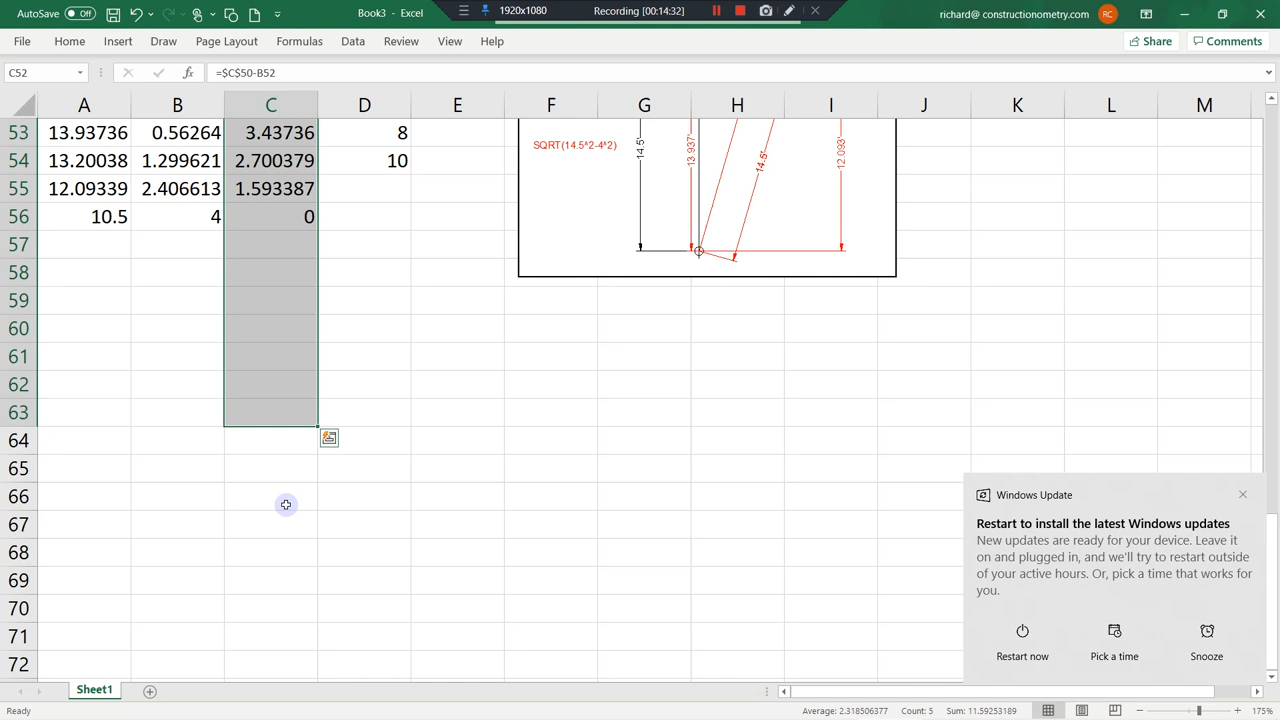 AutoSave Off Book3 - Excel 1920x1080 Recording [00:14:32] richard@ constructionometry.com RC
File Home Insert Draw Page Layout Formulas Data Review View Help Share Comments
C52 fx =$C$50-B52
A B C D E F G H I J K L M
53 13.93736 0.56264 3.43736 8
54 13.20038 1.299621 2.700379 10
55 12.09339 2.406613 1.593387
56 10.5 4 0
57
58
59
60
61
62
63
64
65
66
67
68
69
70
71
72
SQRT(14.5^2-4^2)
14.5'
13.937'
14.5'
12.093'
Windows Update
Restart to install the latest Windows updates
New updates are ready for your device. Leave it
on and plugged in, and we'll try to restart outside
of your active hours. Or, pick a time that works for
you.
Restart now Pick a time Snooze
Sheet1
Ready Average: 2.318506377 Count: 5 Sum: 11.59253189 175%